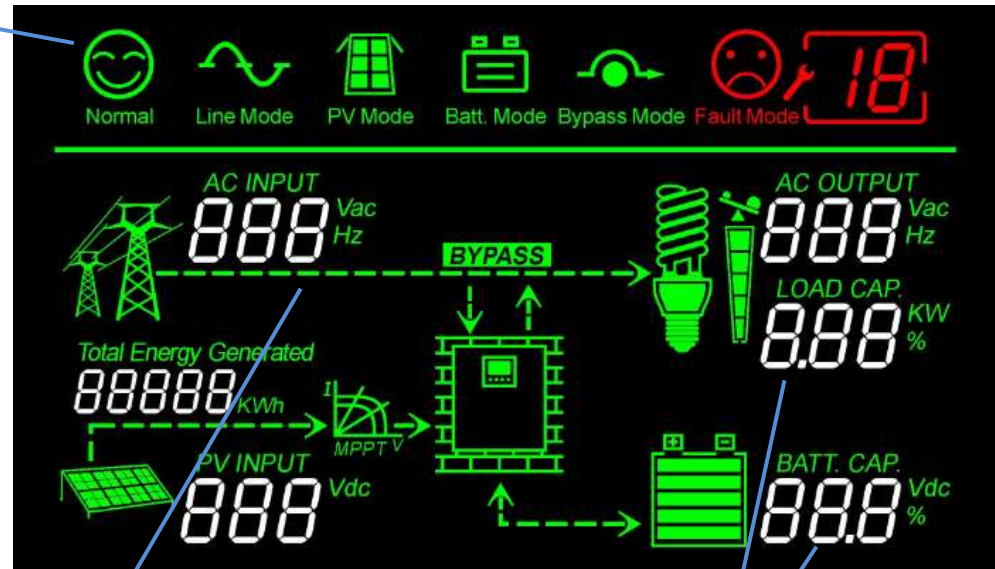 Normal
Line Mode
PV Mode
Batt. Mode
Bypass Mode
Fault Mode
18
AC INPUT
888 Vac
Hz
BYPASS
AC OUTPUT
888 Vac
Hz
LOAD CAP.
8.88 KW
%
Total Energy Generated
88888 KWh
I
MPPT V
PV INPUT
888 Vdc
+ -
BATT. CAP.
88.8 Vdc
%